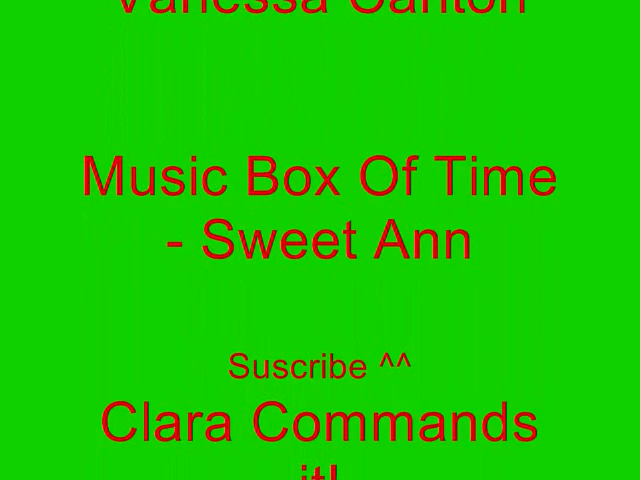 Vanessa Carlton
Music Box Of Time
- Sweet Ann
Suscribe ^^
Clara Commands
it!